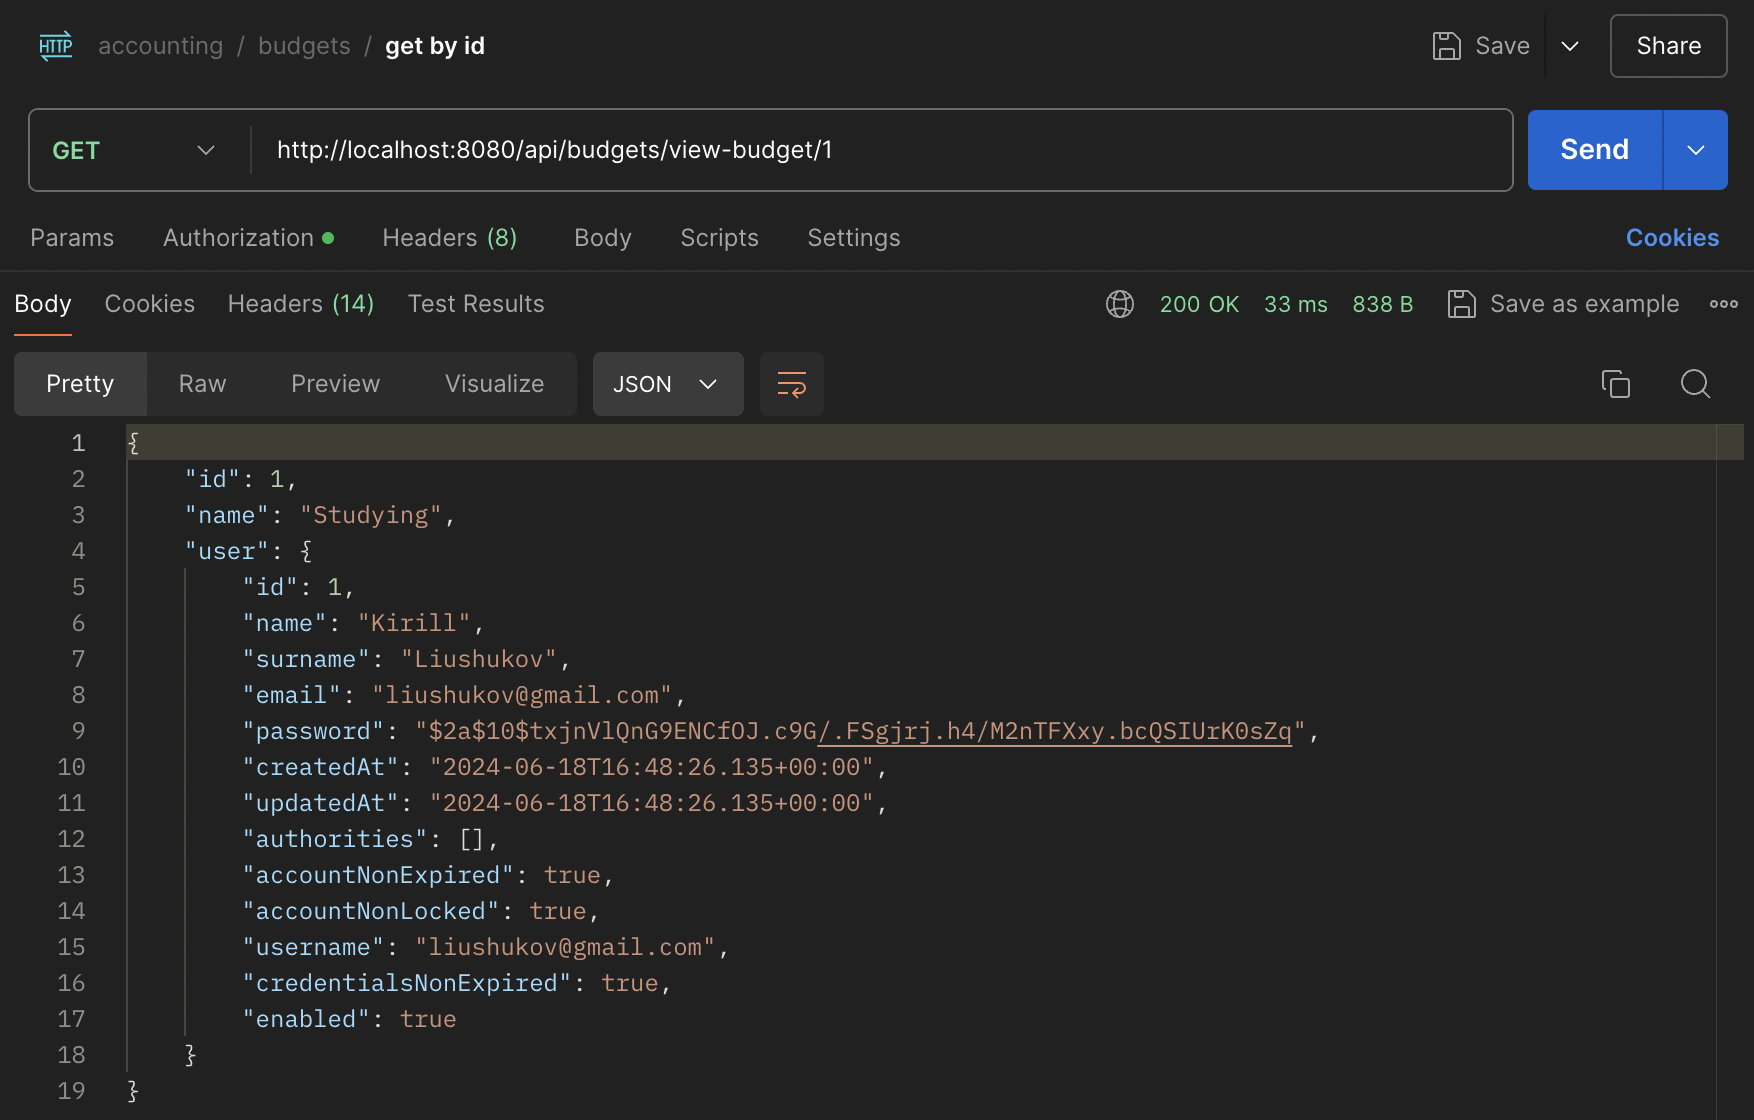 HTTP accounting / budgets / get by id Save Share
GET http://localhost:8080/api/budgets/view-budget/1 Send
Params Authorization Headers (8) Body Scripts Settings Cookies
Body Cookies Headers (14) Test Results 200 OK 33 ms 838 B Save as example
Pretty Raw Preview Visualize JSON
1 {
2 "id": 1,
3 "name": "Studying",
4 "user": {
5 "id": 1,
6 "name": "Kirill",
7 "surname": "Liushukov",
8 "email": "liushukov@gmail.com",
9 "password": "$2a$10$txjnVlQnG9ENCfOJ.c9G/.FSgjrj.h4/M2nTFXxy.bcQSIUrK0sZq",
10 "createdAt": "2024-06-18T16:48:26.135+00:00",
11 "updatedAt": "2024-06-18T16:48:26.135+00:00",
12 "authorities": [],
13 "accountNonExpired": true,
14 "accountNonLocked": true,
15 "username": "liushukov@gmail.com",
16 "credentialsNonExpired": true,
17 "enabled": true
18 }
19 }